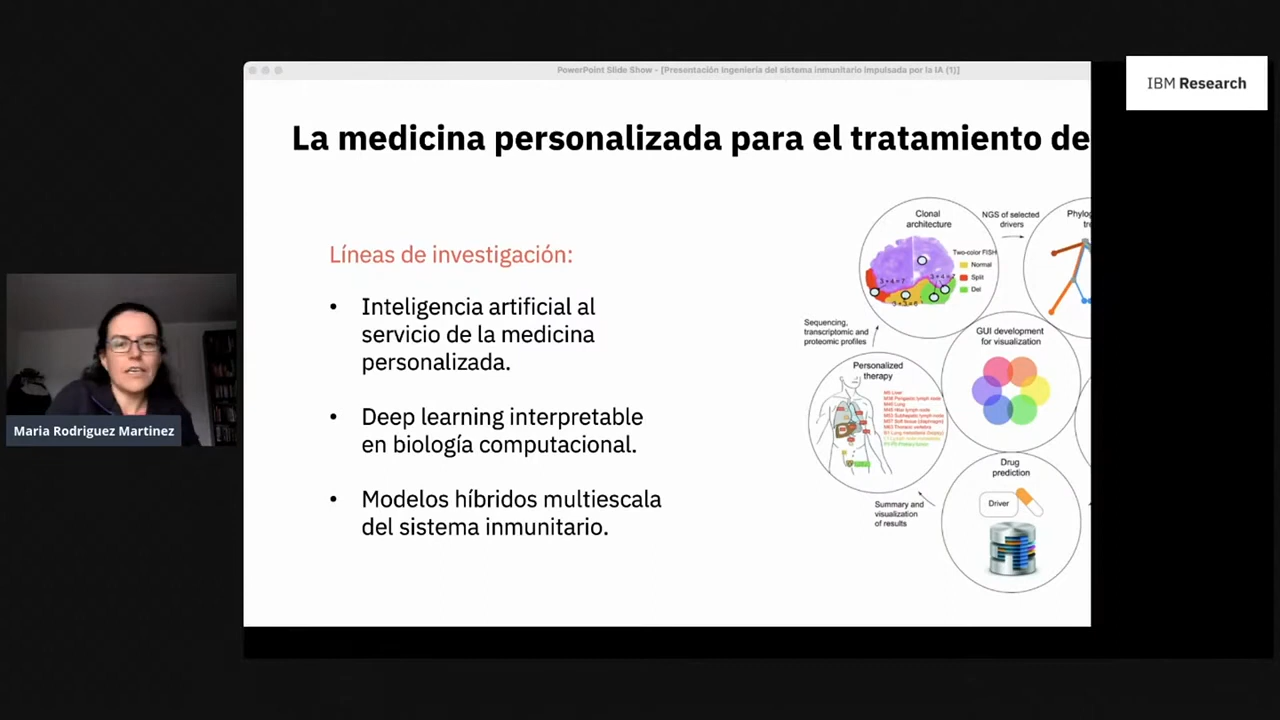 PowerPoint Slide Show - [Presentación ingeniería del sistema inmunitario impulsada por la IA (1)]
IBM Research
La medicina personalizada para el tratamiento de
Líneas de investigación:
• Inteligencia artificial al
servicio de la medicina
personalizada.
• Deep learning interpretable
en biología computacional.
• Modelos híbridos multiescala
del sistema inmunitario.
Maria Rodriguez Martinez
Clonal
architecture
Two-color FISH
Normal
Split
Del
NGS of selected
drivers
Phylo
tre
Sequencing,
transcriptomic and
proteomic profiles
GUI development
for visualization
Personalized
therapy
Summary and
visualization
of results
Drug
prediction
Driver